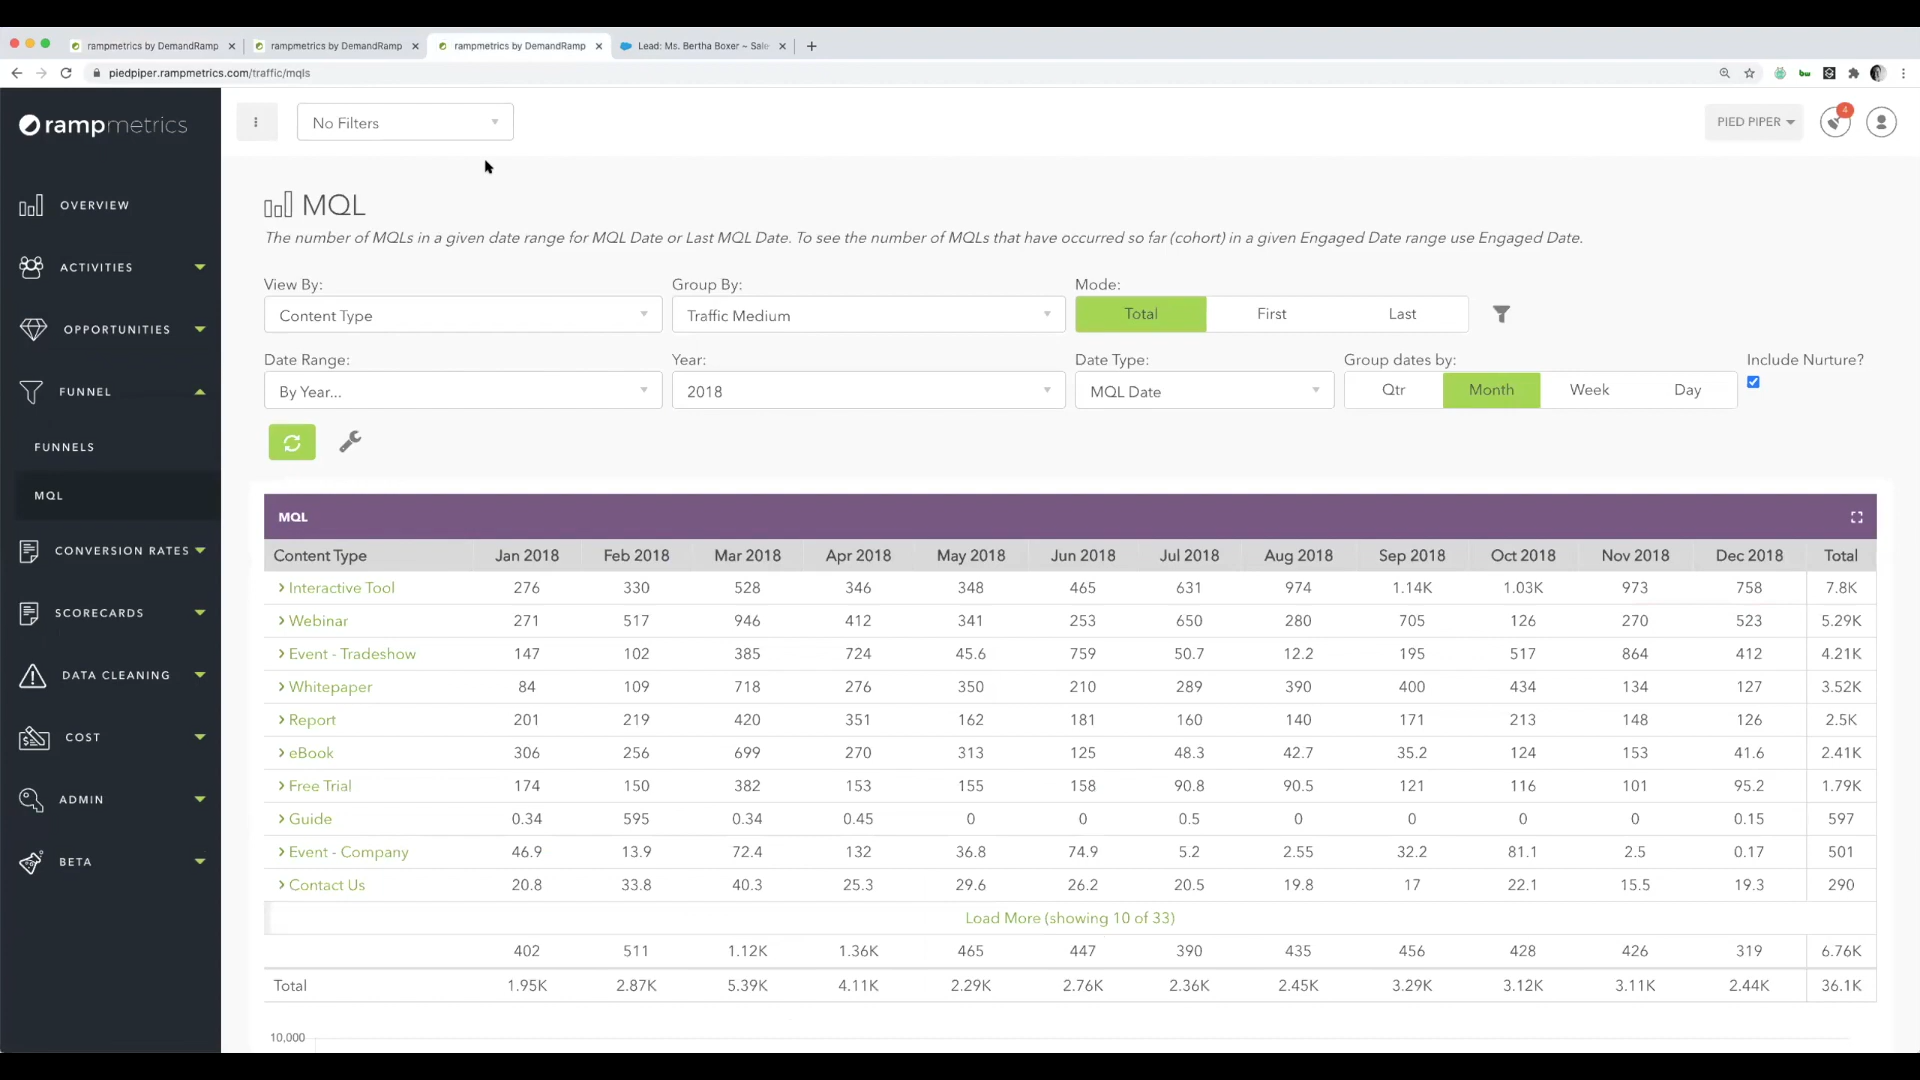 rampmetrics by DemandRamp
rampmetrics by DemandRamp
rampmetrics by DemandRamp
Lead: Ms. Bertha Boxer ~ Sale
piedpiper.rampmetrics.com/traffic/mqls
rampmetrics
No Filters
PIED PIPER
4
OVERVIEW
ACTIVITIES
OPPORTUNITIES
FUNNEL
FUNNELS
MQL
CONVERSION RATES
SCORECARDS
DATA CLEANING
COST
ADMIN
BETA
MQL
The number of MQLs in a given date range for MQL Date or Last MQL Date. To see the number of MQLs that have occurred so far (cohort) in a given Engaged Date range use Engaged Date.
View By: Group By: Mode:
Content Type Traffic Medium Total First Last
Date Range: Year: Date Type: Group dates by: Include Nurture?
By Year... 2018 MQL Date Qtr Month Week Day
MQL
Content Type Jan 2018 Feb 2018 Mar 2018 Apr 2018 May 2018 Jun 2018 Jul 2018 Aug 2018 Sep 2018 Oct 2018 Nov 2018 Dec 2018 Total
> Interactive Tool 276 330 528 346 348 465 631 974 1.14K 1.03K 973 758 7.8K
> Webinar 271 517 946 412 341 253 650 280 705 126 270 523 5.29K
> Event - Tradeshow 147 102 385 724 45.6 759 50.7 12.2 195 517 864 412 4.21K
> Whitepaper 84 109 718 276 350 210 289 390 400 434 134 127 3.52K
> Report 201 219 420 351 162 181 160 140 171 213 148 126 2.5K
> eBook 306 256 699 270 313 125 48.3 42.7 35.2 124 153 41.6 2.41K
> Free Trial 174 150 382 153 155 158 90.8 90.5 121 116 101 95.2 1.79K
> Guide 0.34 595 0.34 0.45 0 0 0.5 0 0 0 0 0.15 597
> Event - Company 46.9 13.9 72.4 132 36.8 74.9 5.2 2.55 32.2 81.1 2.5 0.17 501
> Contact Us 20.8 33.8 40.3 25.3 29.6 26.2 20.5 19.8 17 22.1 15.5 19.3 290
Load More (showing 10 of 33)
402 511 1.12K 1.36K 465 447 390 435 456 428 426 319 6.76K
Total 1.95K 2.87K 5.39K 4.11K 2.29K 2.76K 2.36K 2.45K 3.29K 3.12K 3.11K 2.44K 36.1K
10,000